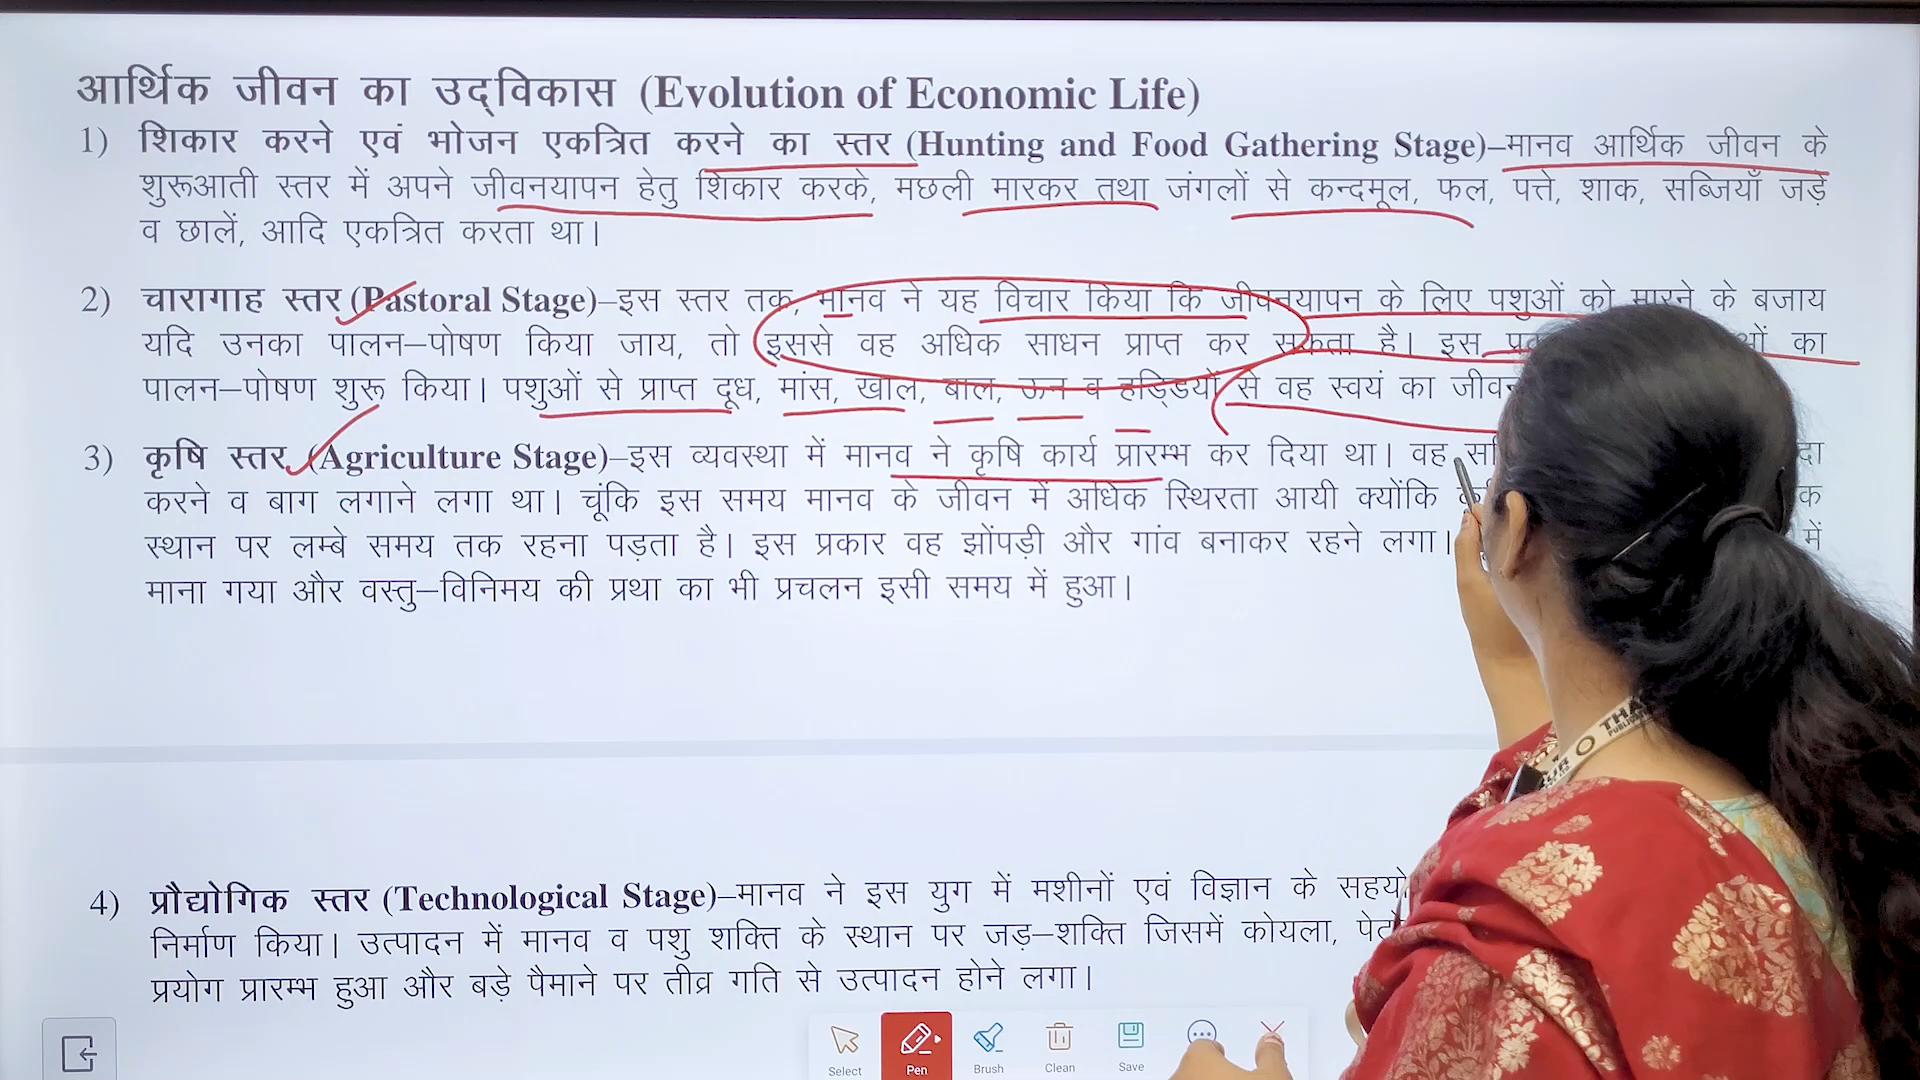 आर्थिक जीवन का उद्विकास (Evolution of Economic Life)
1) शिकार करने एवं भोजन एकत्रित करने का स्तर (Hunting and Food Gathering Stage)–मानव आर्थिक जीवन के
शुरूआती स्तर में अपने जीवनयापन हेतु शिकार करके, मछली मारकर तथा जंगलों से कन्दमूल, फल, पत्ते, शाक, सब्जियाँ जड़े
व छालें, आदि एकत्रित करता था।
2) चारागाह स्तर (Pastoral Stage)–इस स्तर तक, मानव ने यह विचार किया कि जीवनयापन के लिए पशुओं को मारने के बजाय
यदि उनका पालन–पोषण किया जाय, तो इससे वह अधिक साधन प्राप्त कर सकता है। इस का
पालन–पोषण शुरू किया। पशुओं से प्राप्त दूध, मांस, खाल, बाल, ऊन व हड्डियों से वह स्वयं का
3) कृषि स्तर (Agriculture Stage)–इस व्यवस्था में मानव ने कृषि कार्य प्रारम्भ कर दिया था। वह
करने व बाग लगाने लगा था। चूंकि इस समय मानव के जीवन में अधिक स्थिरता आयी क्योंकि
स्थान पर लम्बे समय तक रहना पड़ता है। इस प्रकार वह झोंपड़ी और गांव बनाकर रहने लगा। में
माना गया और वस्तु–विनिमय की प्रथा का भी प्रचलन इसी समय में हुआ।
4) प्रौद्योगिक स्तर (Technological Stage)–मानव ने इस युग में मशीनों एवं विज्ञान के
निर्माण किया। उत्पादन में मानव व पशु शक्ति के स्थान पर जड़–शक्ति जिसमें कोयला,
प्रयोग प्रारम्भ हुआ और बड़े पैमाने पर तीव्र गति से उत्पादन होने लगा।
Select Pen Brush Clean Save